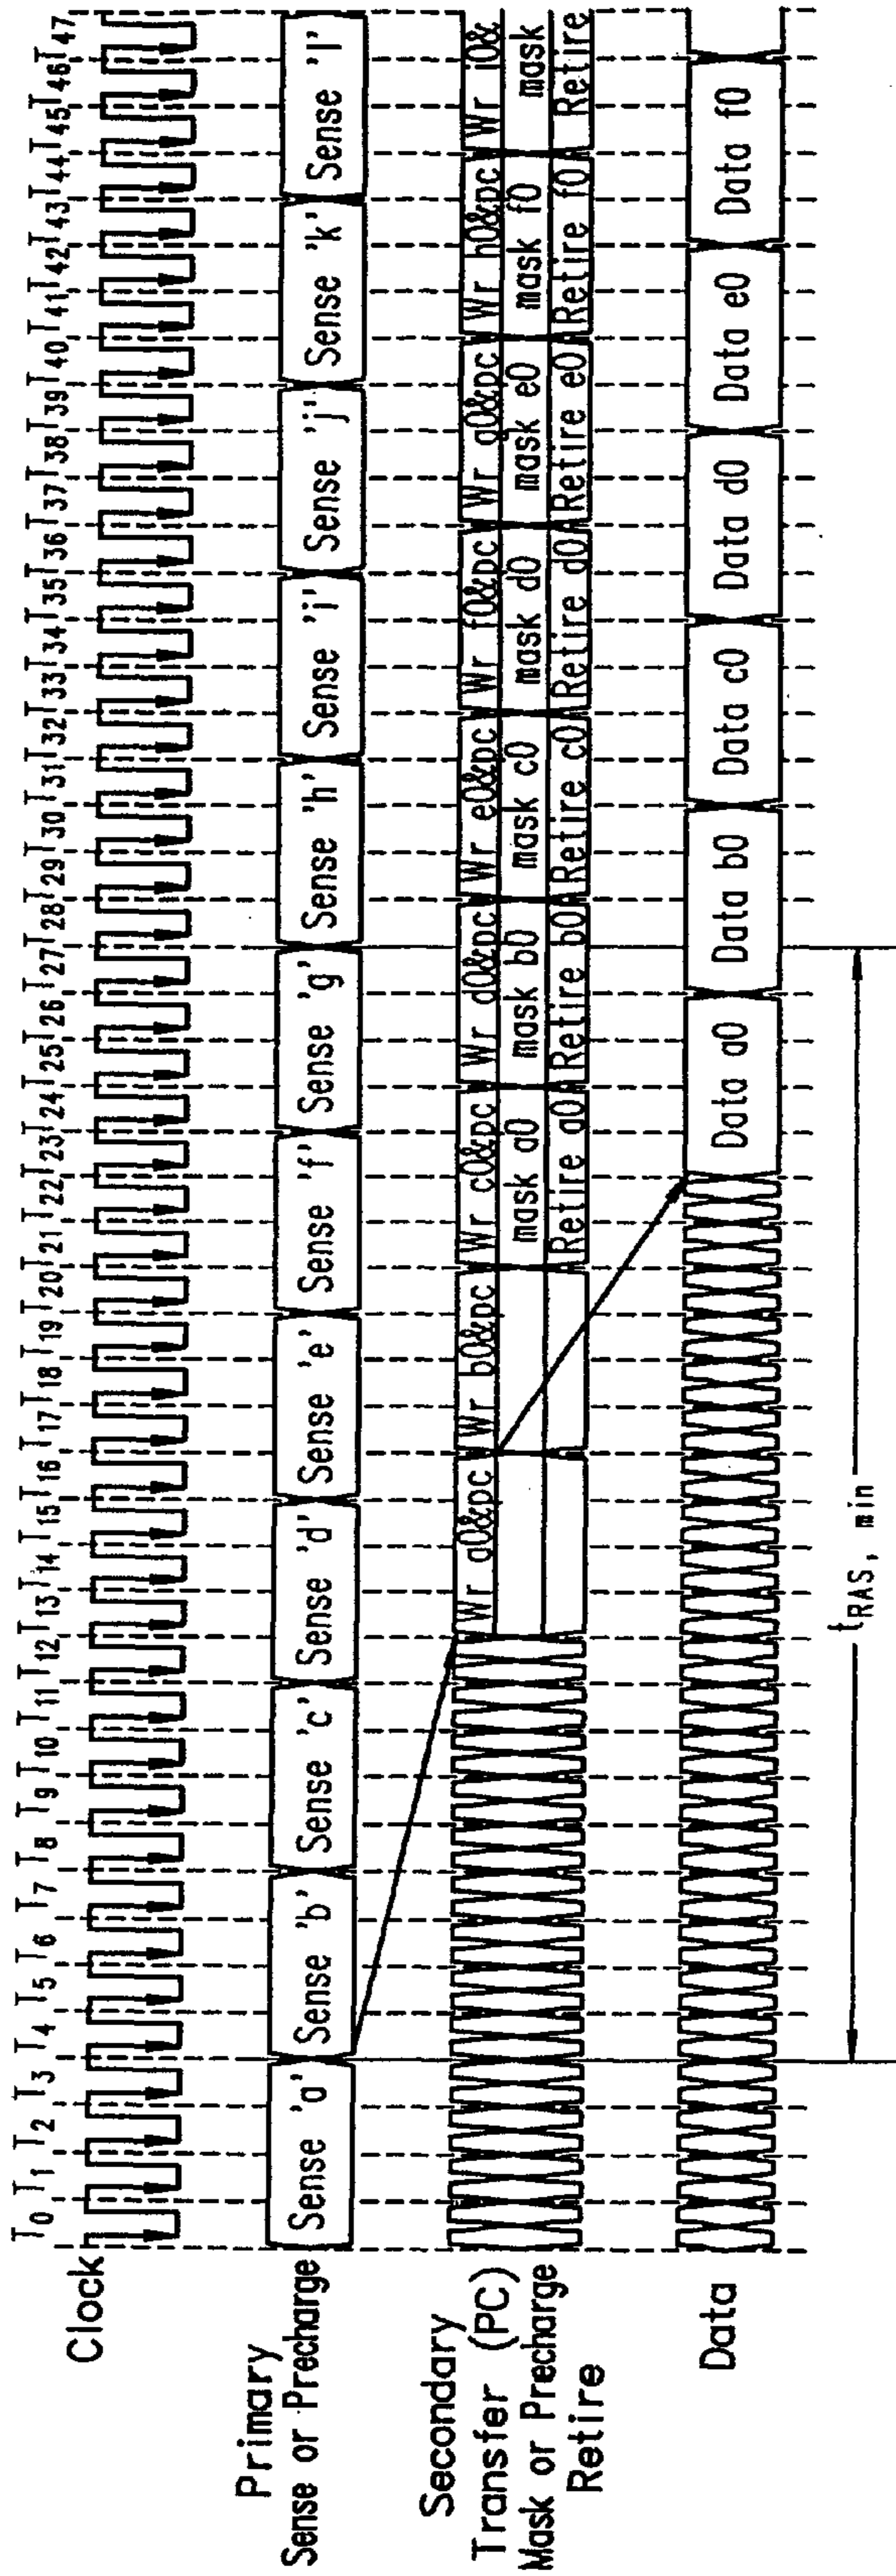 T0 T1 T2 T3 T4 T5 T6 T7 T8 T9 T10 T11 T12 T13 T14 T15 T16 T17 T18 T19 T20 T21 T22 T23 T24 T25 T26 T27 T28 T29 T30 T31 T32 T33 T34 T35 T36 T37 T38 T39 T40 T41 T42 T43 T44 T45 T46 T47
Clock
Primary
Sense or Precharge
Sense 'a' Sense 'b' Sense 'c' Sense 'd' Sense 'e' Sense 'f' Sense 'g' Sense 'h' Sense 'i' Sense 'j' Sense 'k' Sense 'l'
Secondary
Transfer (PC)
Wr a0&pc Wr b0&pc Wr c0&pc Wr d0&pc Wr e0&pc Wr f0&pc Wr g0&pc Wr h0&pc Wr i0&
Mask or Precharge
mask a0 mask b0 mask c0 mask d0 mask e0 mask f0 mask
Retire
Retire a0 Retire b0 Retire c0 Retire d0 Retire e0 Retire f0 Retire
Data
Data a0 Data b0 Data c0 Data d0 Data e0 Data f0
tRAS, min